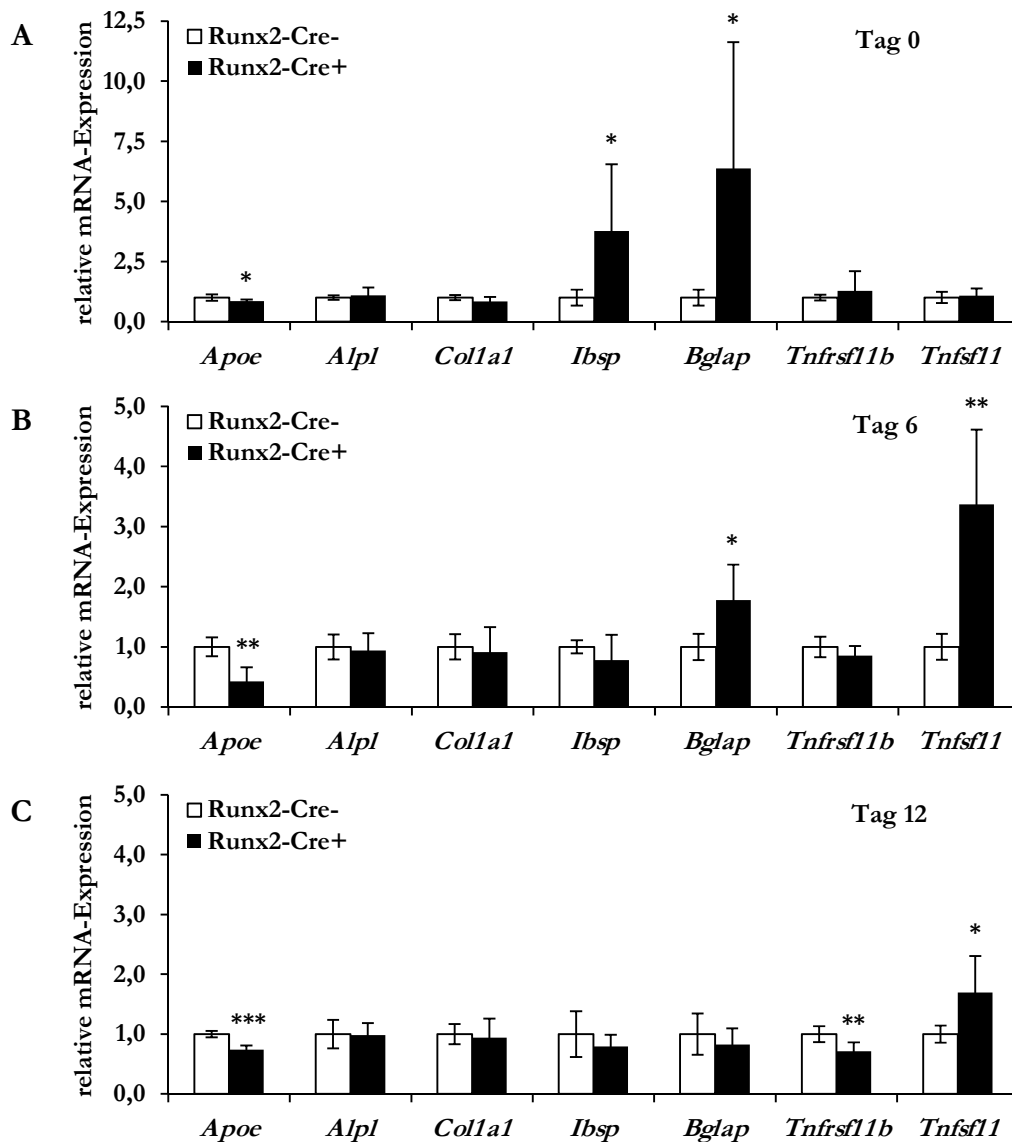 A
Tag 0
Runx2-Cre-
Runx2-Cre+
relative mRNA-Expression
12,5
10,0
7,5
5,0
2,5
0,0
*
*
*
Apoe Alpl Col1a1 Ibsp Bglap Tnfrsf11b Tnfsf11
B
Tag 6
Runx2-Cre-
Runx2-Cre+
relative mRNA-Expression
5,0
4,0
3,0
2,0
1,0
0,0
**
*
**
Apoe Alpl Col1a1 Ibsp Bglap Tnfrsf11b Tnfsf11
C
Tag 12
Runx2-Cre-
Runx2-Cre+
relative mRNA-Expression
5,0
4,0
3,0
2,0
1,0
0,0
***
**
*
Apoe Alpl Col1a1 Ibsp Bglap Tnfrsf11b Tnfsf11